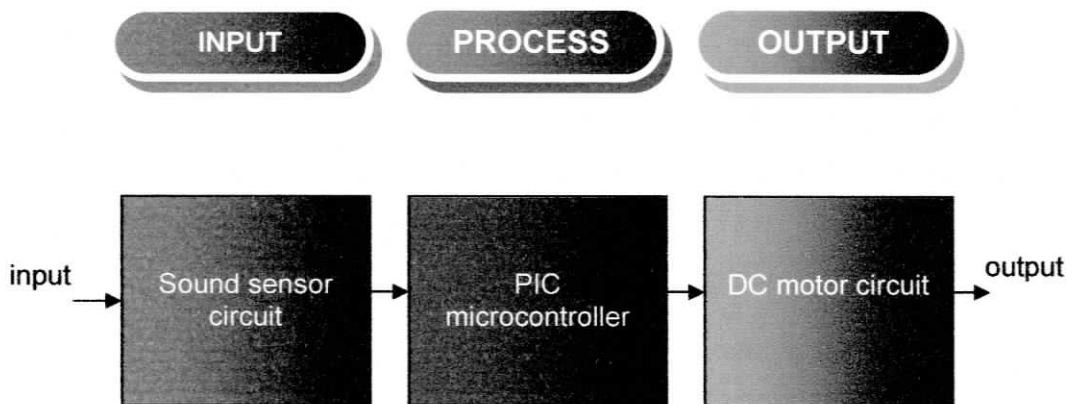 INPUT
PROCESS
OUTPUT
input
Sound sensor
circuit
PIC
microcontroller
DC motor circuit
output